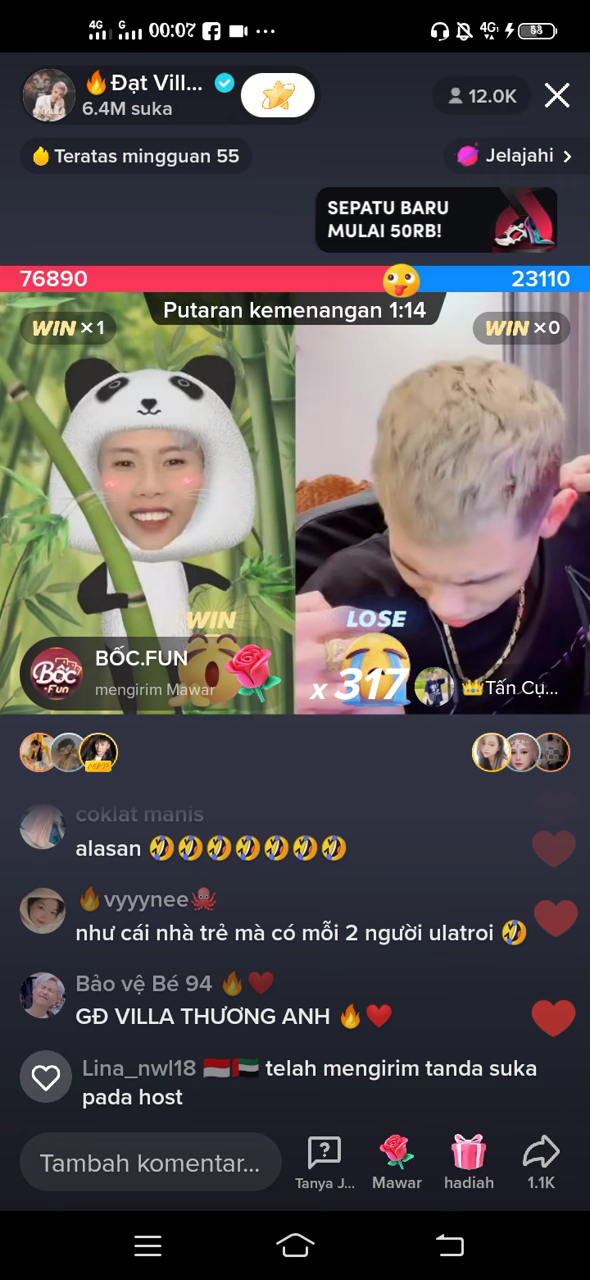 4G G 00:07 4G 53
🔥Đạt Vill...
6.4M suka
12.0K
Teratas mingguan 55
Jelajahi >
SEPATU BARU
MULAI 50RB!
76890 23110
Putaran kemenangan 1:14
WIN ×1
WIN ×0
WIN
LOSE
BỐC.FUN
mengirim Mawar
x 317
👑Tấn Cụ...
coklat manis
alasan 🤣🤣🤣🤣🤣🤣🤣
🔥vyyynee🐙
như cái nhà trẻ mà có mỗi 2 người ulatroi 🤣
Bảo vệ Bé 94 🔥❤️
GĐ VILLA THƯƠNG ANH 🔥❤️
Lina_nwl18 🇮🇩🇦🇪 telah mengirim tanda suka
pada host
Tambah komentar...
Tanya J...
Mawar
hadiah
1.1K